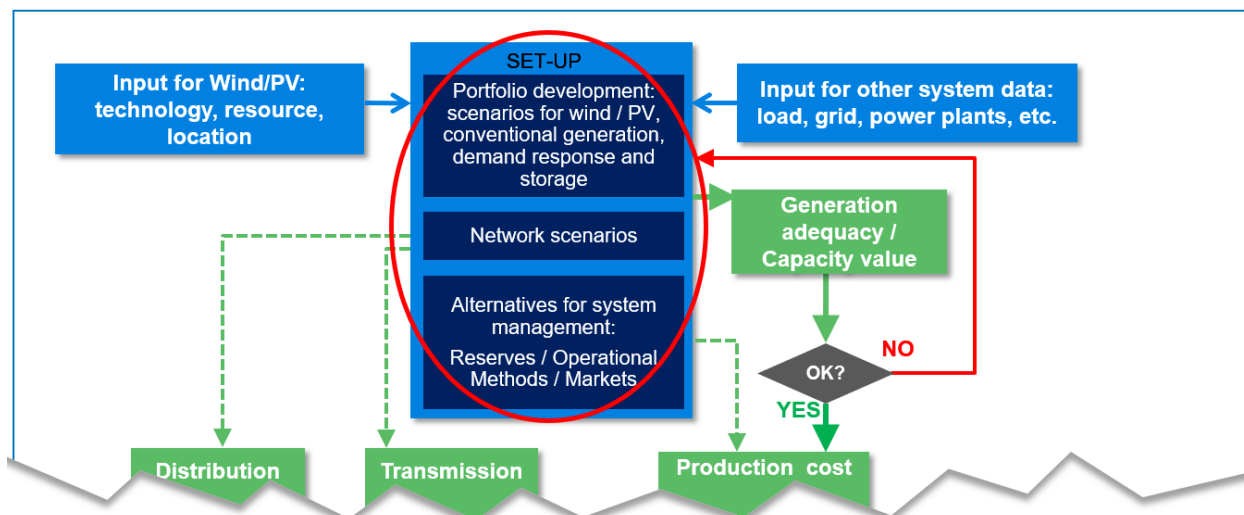 SET-UP
Input for Wind/PV:
technology, resource,
location
Portfolio development:
scenarios for wind / PV,
conventional generation,
demand response and
storage
Input for other system data:
load, grid, power plants, etc.
Generation
adequacy /
Capacity value
Network scenarios
Alternatives for system
management:
Reserves / Operational
Methods / Markets
OK?
NO
YES
Distribution
Transmission
Production cost